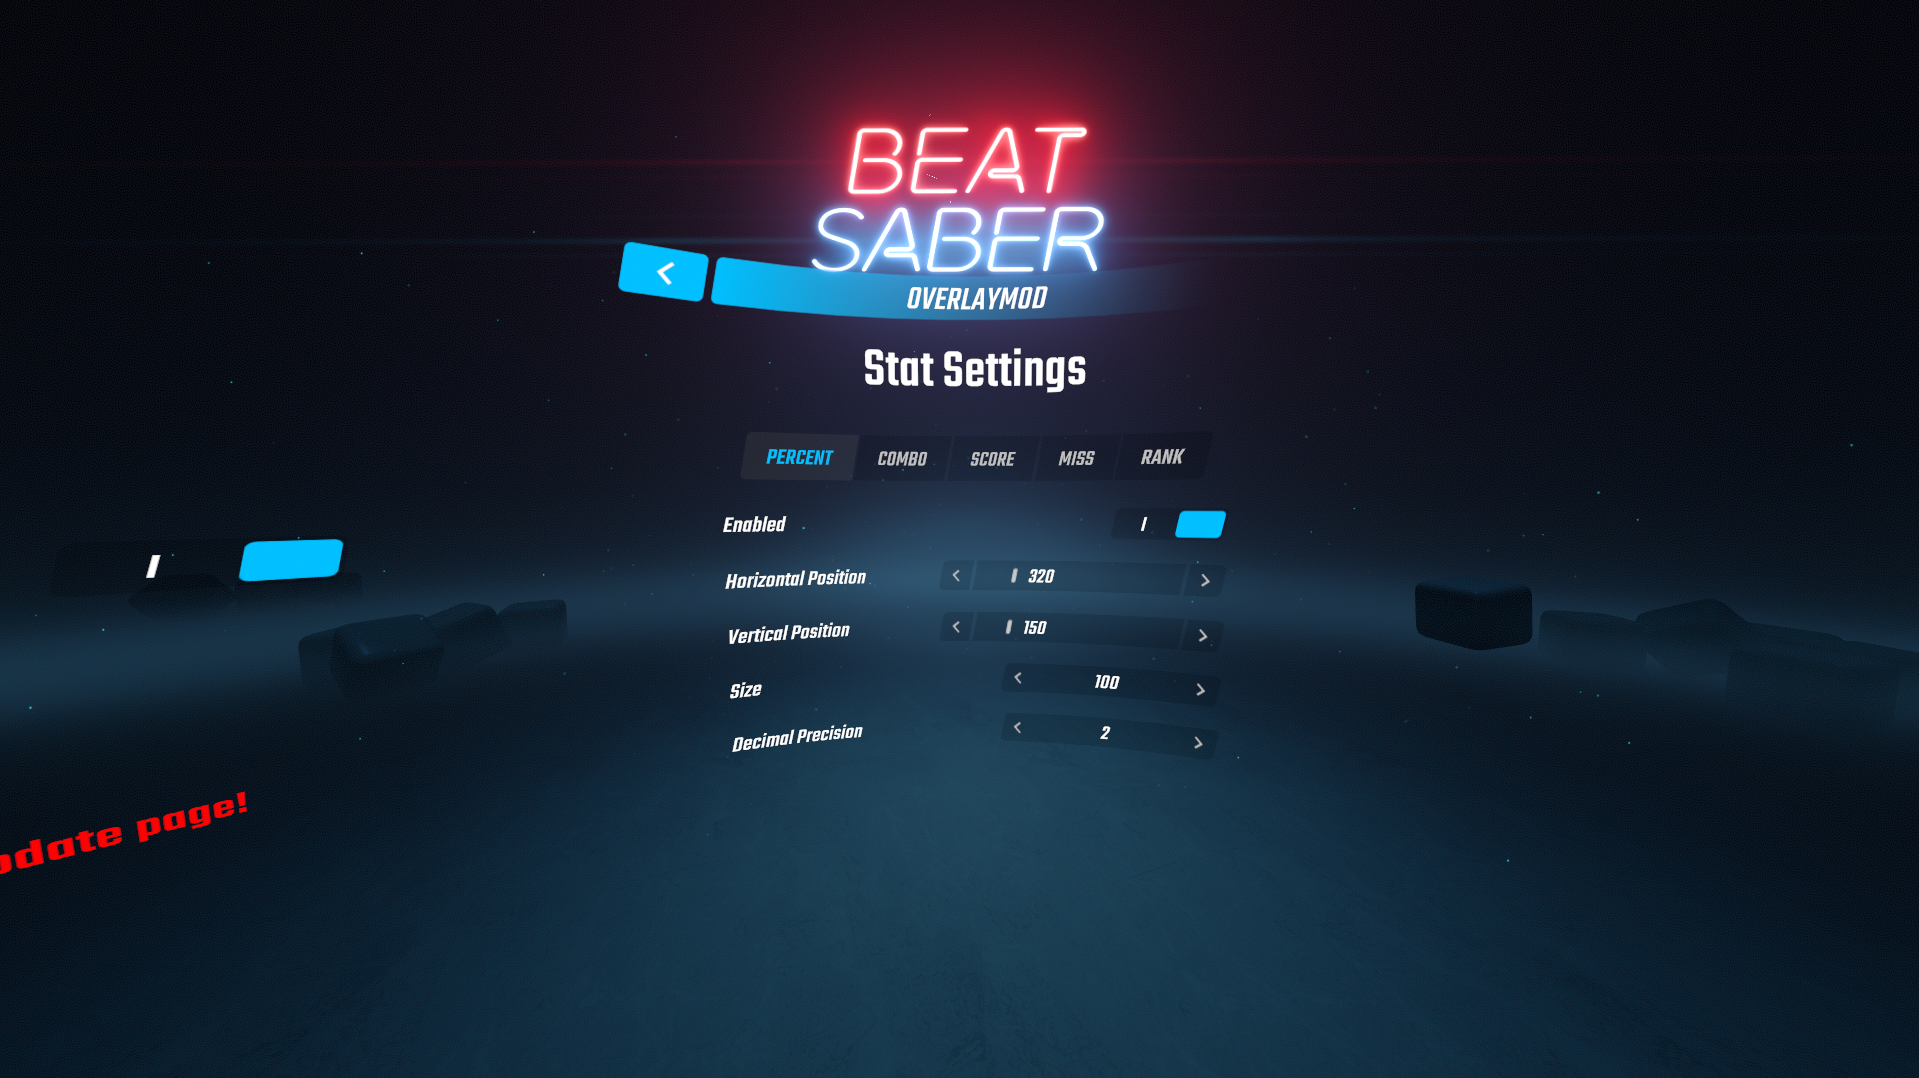 BEAT
SABER
OVERLAYMOD
Stat Settings
PERCENT COMBO SCORE MISS RANK
Enabled I
Horizontal Position < 320 >
Vertical Position < 150 >
Size < 100 >
Decimal Precision < 2 >
I
page!